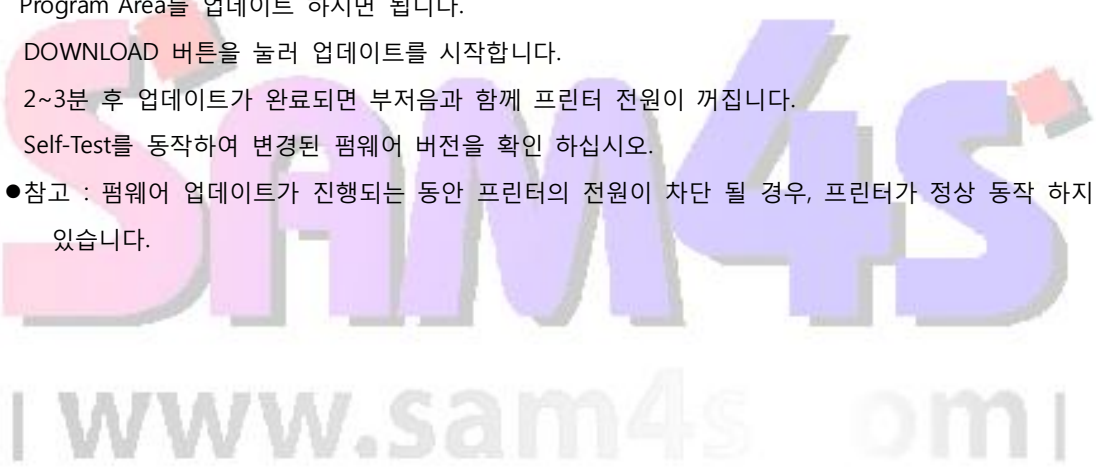 Program Area를 업데이트 하시면 됩니다.
DOWNLOAD 버튼을 눌러 업데이트를 시작합니다.
2~3분 후 업데이트가 완료되면 부저음과 함께 프린터 전원이 꺼집니다.
Self-Test를 동작하여 변경된 펌웨어 버전을 확인 하십시오.
●참고 : 펌웨어 업데이트가 진행되는 동안 프린터의 전원이 차단 될 경우, 프린터가 정상 동작 하지
있습니다.
SAM4S
| www.sam4s om |